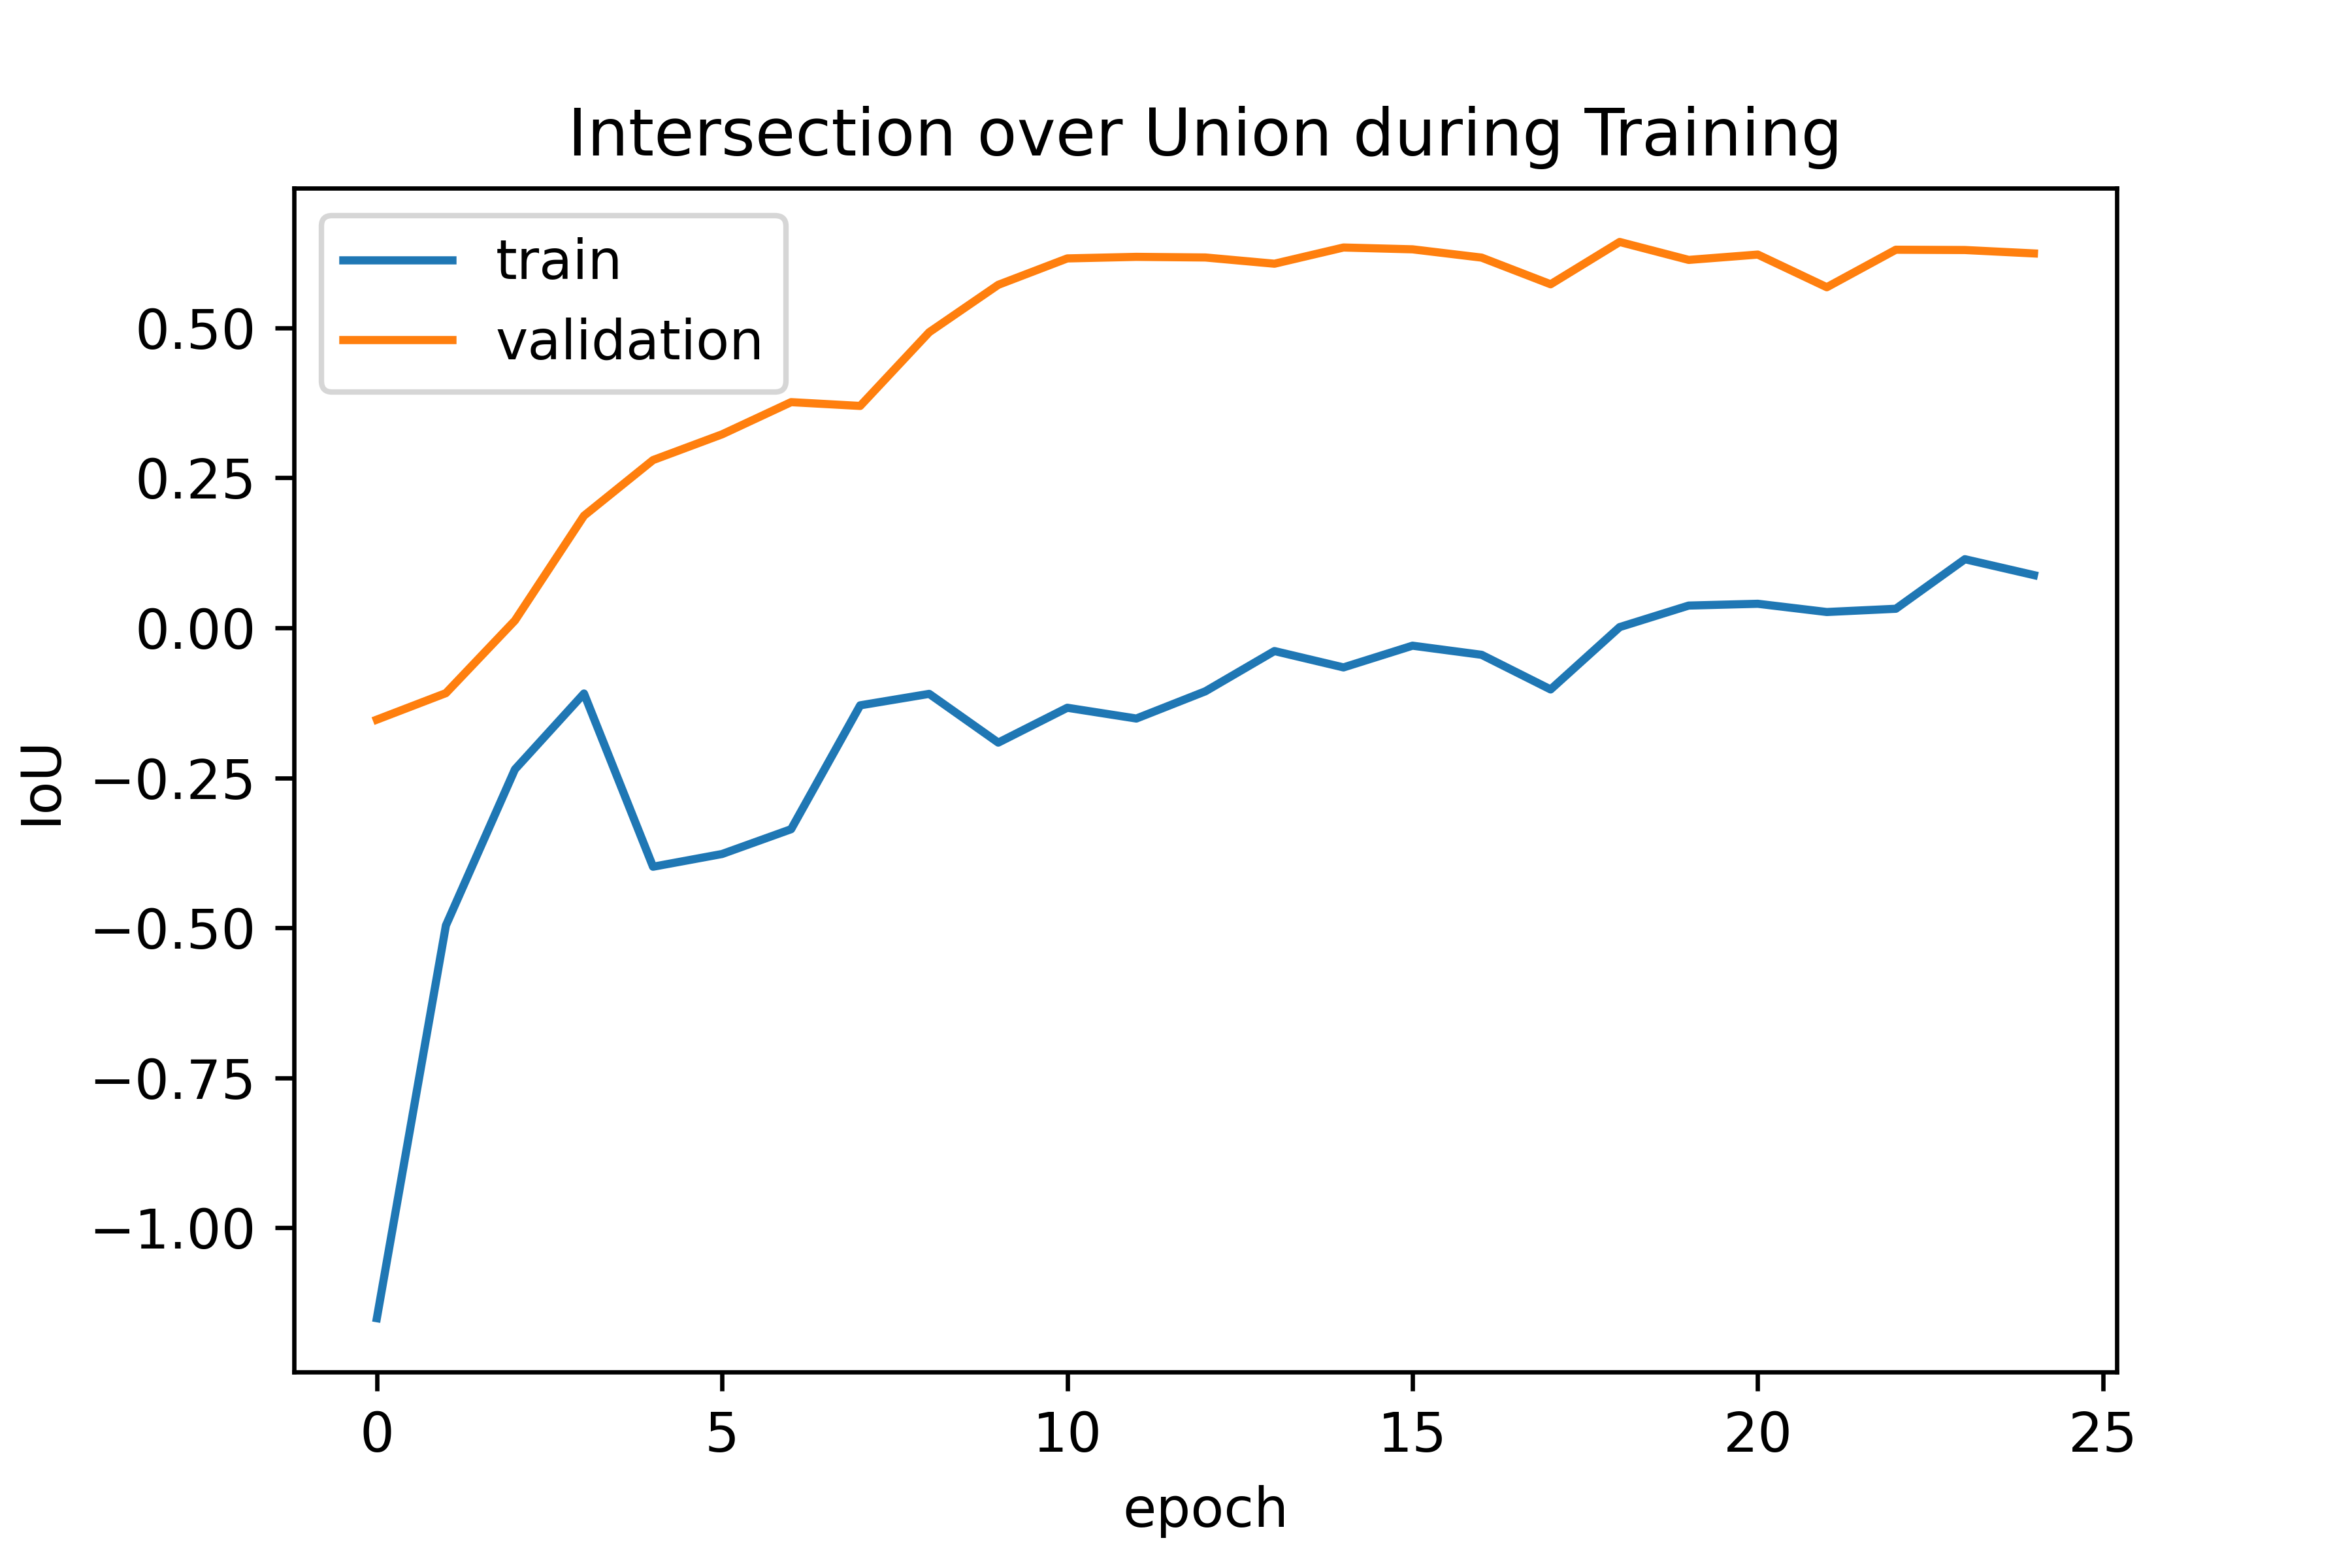 Intersection over Union during Training
train
validation
0.50
0.25
0.00
−0.25
−0.50
−0.75
−1.00
IoU
0 5 10 15 20 25
epoch